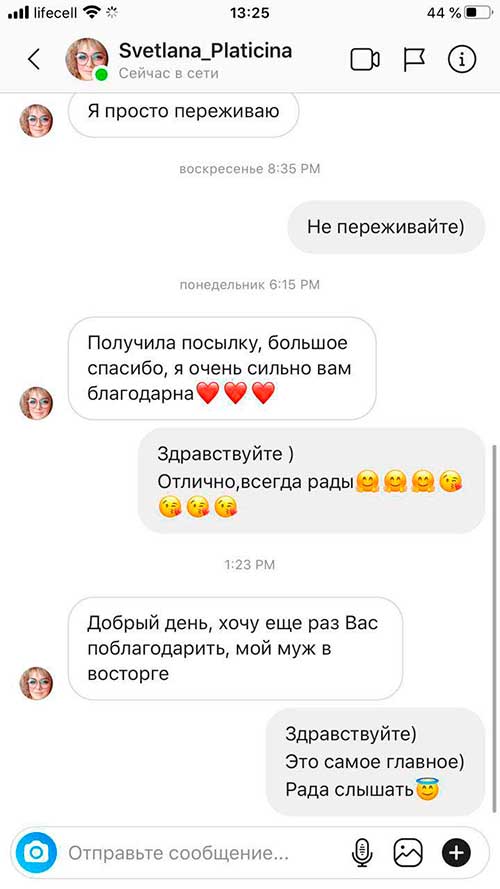 lifecell 13:25 44 %
Svetlana_Platicina
Сейчас в сети
Я просто переживаю
воскресенье 8:35 PM
Не переживайте)
понедельник 6:15 PM
Получила посылку, большое
спасибо, я очень сильно вам
благодарна❤️❤️❤️
Здравствуйте )
Отлично,всегда рады🤗🤗🤗😘
😘😘😘
1:23 PM
Добрый день, хочу еще раз Вас
поблагодарить, мой муж в
восторге
Здравствуйте)
Это самое главное)
Рада слышать😇
Отправьте сообщение...